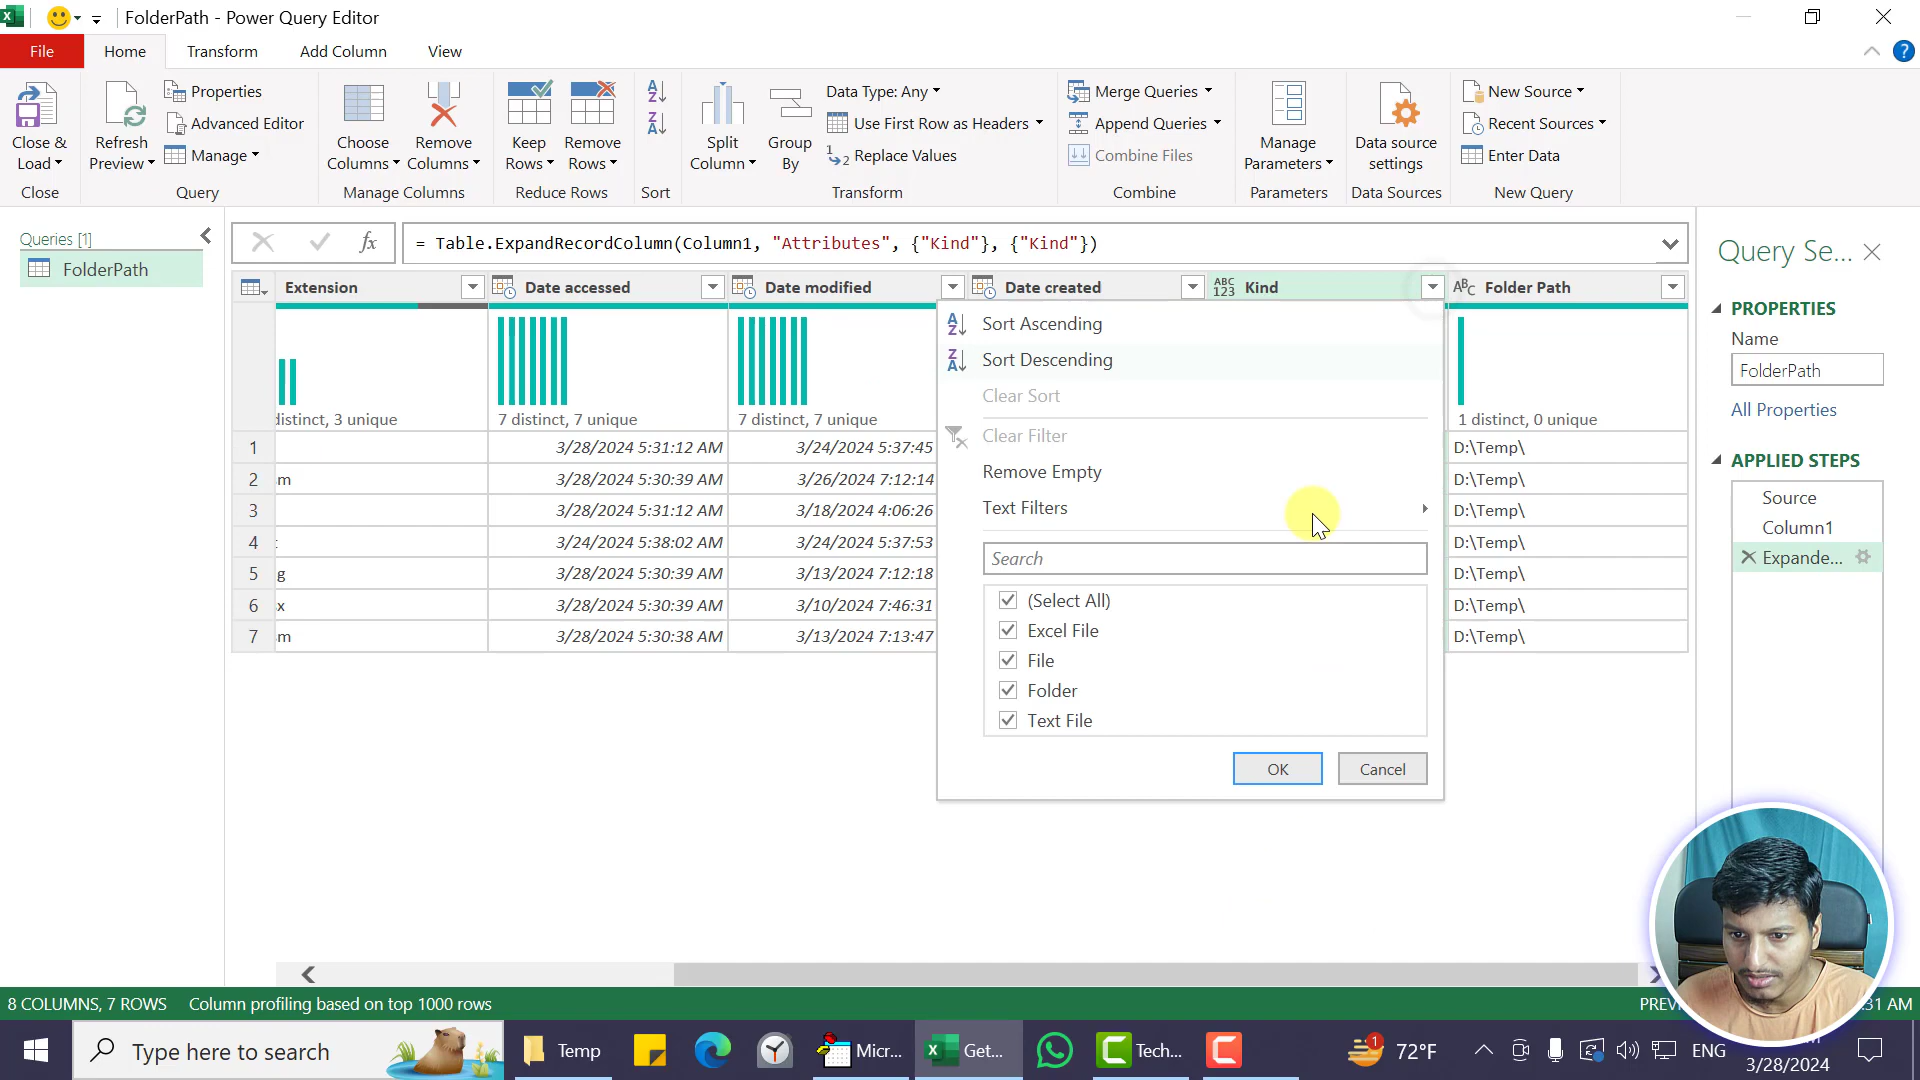 FolderPath - Power Query Editor
File
Home
Transform
Add Column
View
Close &
Load
Close
Refresh
Preview
Properties
Advanced Editor
Manage
Query
Choose
Columns
Remove
Columns
Manage Columns
Keep
Rows
Remove
Rows
Reduce Rows
Sort
Split
Column
Group
By
Data Type: Any
Use First Row as Headers
Replace Values
Transform
Merge Queries
Append Queries
Combine Files
Combine
Manage
Parameters
Parameters
Data source
settings
Data Sources
New Source
Recent Sources
Enter Data
New Query
Queries [1]
FolderPath
fx
= Table.ExpandRecordColumn(Column1, "Attributes", {"Kind"}, {"Kind"})
Extension
Date accessed
Date modified
Date created
ABC
123
Kind
ABC
Folder Path
distinct, 3 unique
7 distinct, 7 unique
7 distinct, 7 unique
1 distinct, 0 unique
1 3/28/2024 5:31:12 AM 3/24/2024 5:37:45 D:\Temp\
2 m 3/28/2024 5:30:39 AM 3/26/2024 7:12:14 D:\Temp\
3 3/28/2024 5:31:12 AM 3/18/2024 4:06:26 D:\Temp\
4 t 3/24/2024 5:38:02 AM 3/24/2024 5:37:53 D:\Temp\
5 g 3/28/2024 5:30:39 AM 3/13/2024 7:12:18 D:\Temp\
6 x 3/28/2024 5:30:39 AM 3/10/2024 7:46:31 D:\Temp\
7 m 3/28/2024 5:30:38 AM 3/13/2024 7:13:47 D:\Temp\
Sort Ascending
Sort Descending
Clear Sort
Clear Filter
Remove Empty
Text Filters
Search
(Select All)
Excel File
File
Folder
Text File
OK
Cancel
Query Se...
PROPERTIES
Name
FolderPath
All Properties
APPLIED STEPS
Source
Column1
Expande...
8 COLUMNS, 7 ROWS
Column profiling based on top 1000 rows
PREV
:31 AM
Type here to search
Temp
Micr...
Get...
Tech...
1
72°F
ENG
3/28/2024